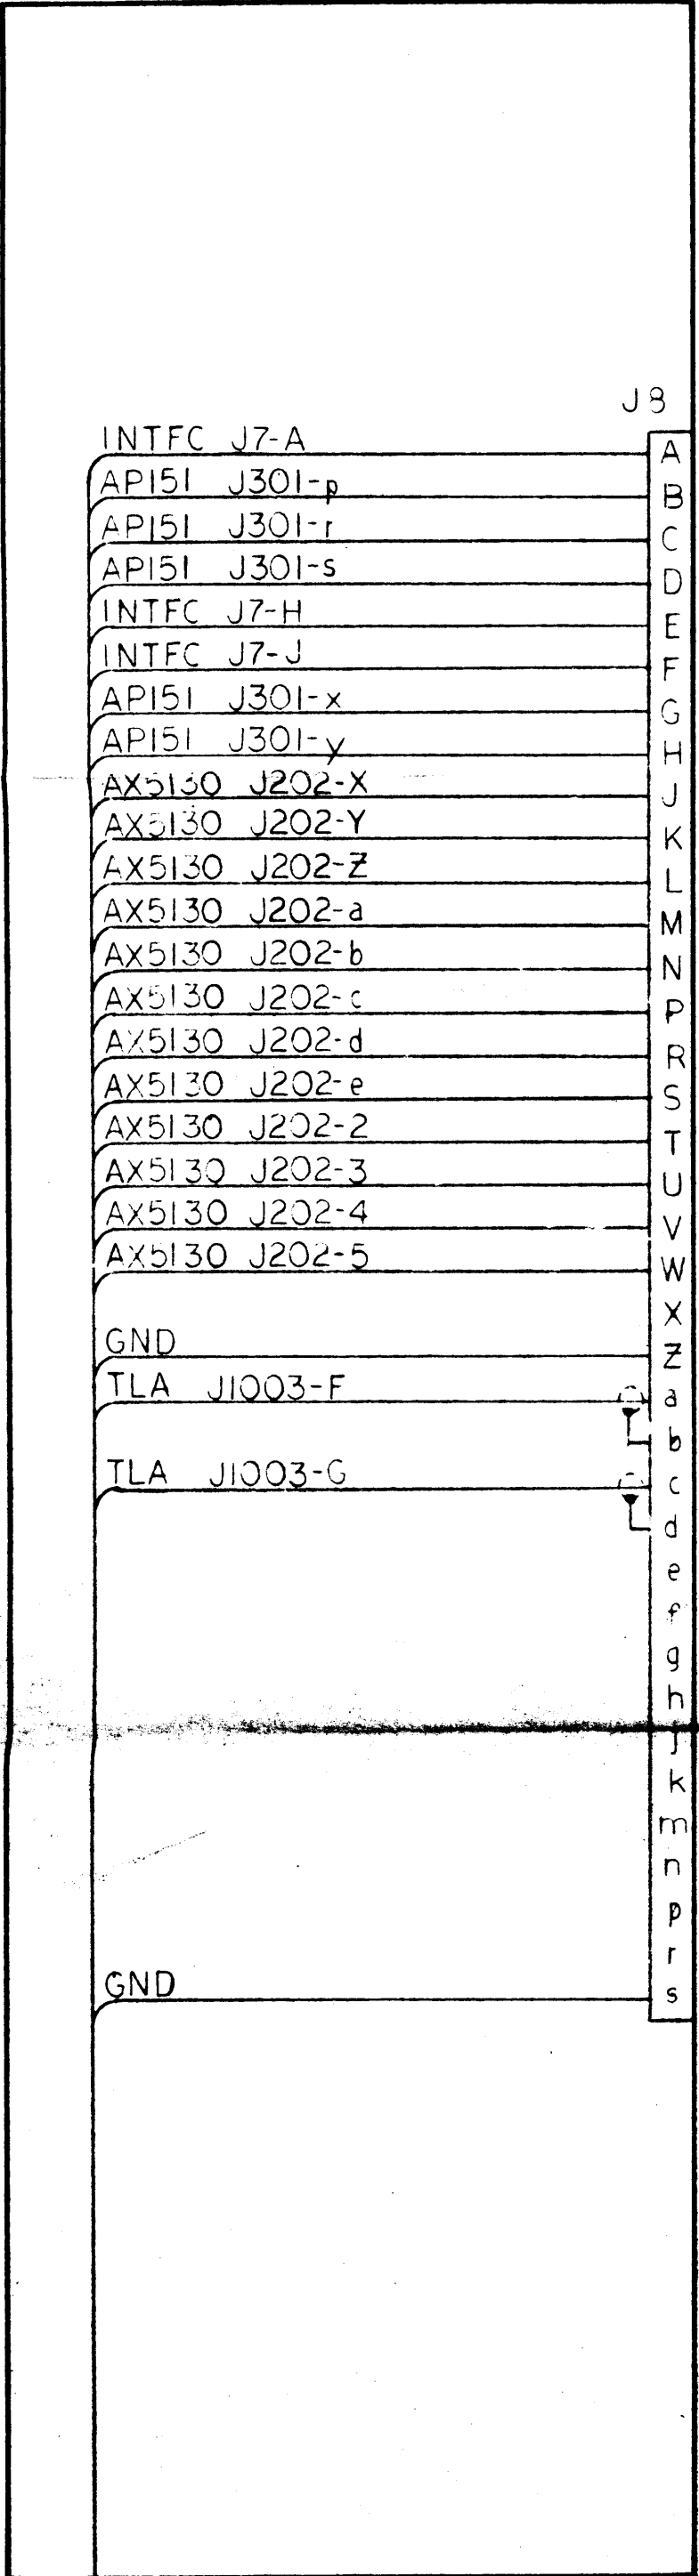 J8
INTFC J7-A A
AP151 J301-p B
AP151 J301-r C
AP151 J301-s D
INTFC J7-H E
INTFC J7-J F
AP151 J301-x G
AP151 J301-y H
AX5130 J202-X J
AX5130 J202-Y K
AX5130 J202-Z L
AX5130 J202-a M
AX5130 J202-b N
AX5130 J202-c P
AX5130 J202-d R
AX5130 J202-e S
AX5130 J202-2 T
AX5130 J202-3 U
AX5130 J202-4 V
AX5130 J202-5 W
X
GND Z
TLA J1003-F a
b
TLA J1003-G c
d
e
f
g
h
j
k
m
n
p
r
GND s